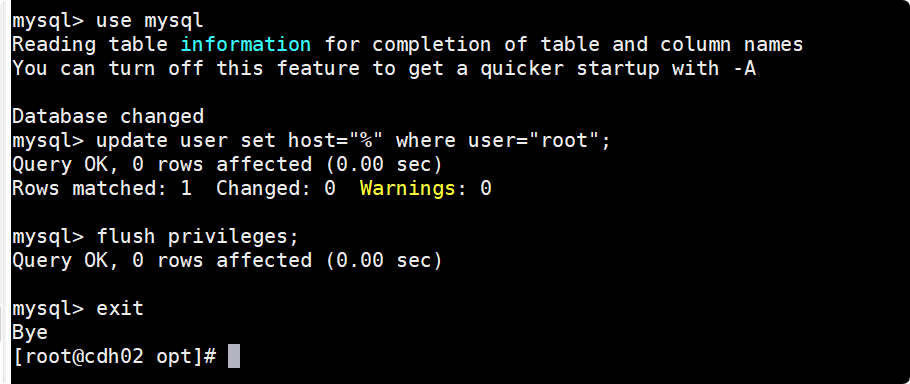 mysql> use mysql
Reading table information for completion of table and column names
You can turn off this feature to get a quicker startup with -A
Database changed
mysql> update user set host="%" where user="root";
Query OK, 0 rows affected (0.00 sec)
Rows matched: 1  Changed: 0  Warnings: 0
mysql> flush privileges;
Query OK, 0 rows affected (0.00 sec)
mysql> exit
Bye
[root@cdh02 opt]#